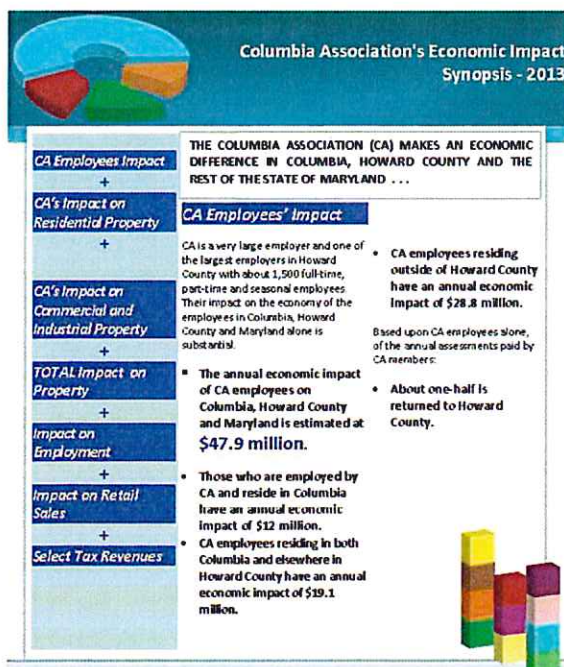 Columbia Association's Economic Impact
Synopsis - 2013
CA Employees Impact
+
CA's Impact on
Residential Property
+
CA's Impact on
Commercial and
Industrial Property
+
TOTAL Impact on
Property
+
Impact on
Employment
+
Impact on Retail
Sales
+
Select Tax Revenues
THE COLUMBIA ASSOCIATION (CA) MAKES AN ECONOMIC
DIFFERENCE IN COLUMBIA, HOWARD COUNTY AND THE
REST OF THE STATE OF MARYLAND . . .
CA Employees' Impact
CA is a very large employer and one of
the largest employers in Howard
County with about 1,500 full-time,
part-time and seasonal employees.
Their impact on the economy of the
employees in Columbia, Howard
County and Maryland alone is
substantial.
▪ The annual economic impact
of CA employees on
Columbia, Howard County
and Maryland is estimated at
$47.9 million.
• Those who are employed by
CA and reside in Columbia
have an annual economic
impact of $12 million.
• CA employees residing in both
Columbia and elsewhere in
Howard County have an annual
economic impact of $19.1
million.
• CA employees residing
outside of Howard County
have an annual economic
impact of $28.8 million.
Based upon CA employees alone,
of the annual assessments paid by
CA members:
• About one-half is
returned to Howard
County.